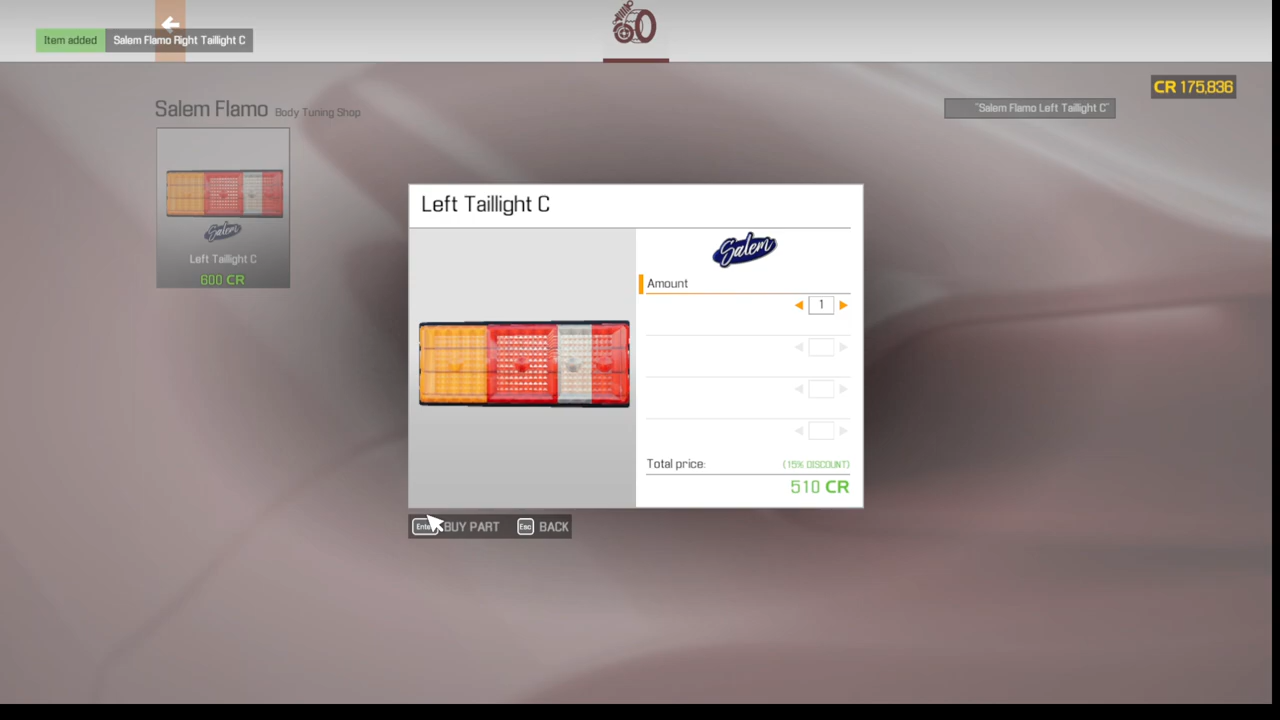 Item added Salem Flamo Right Taillight C
CR 175,836
Salem Flamo Body Tuning Shop
"Salem Flamo Left Taillight C"
Salem
Left Taillight C
600 CR
Left Taillight C
Salem
Amount
1
Total price: (15% DISCOUNT)
510 CR
Enter BUY PART Esc BACK